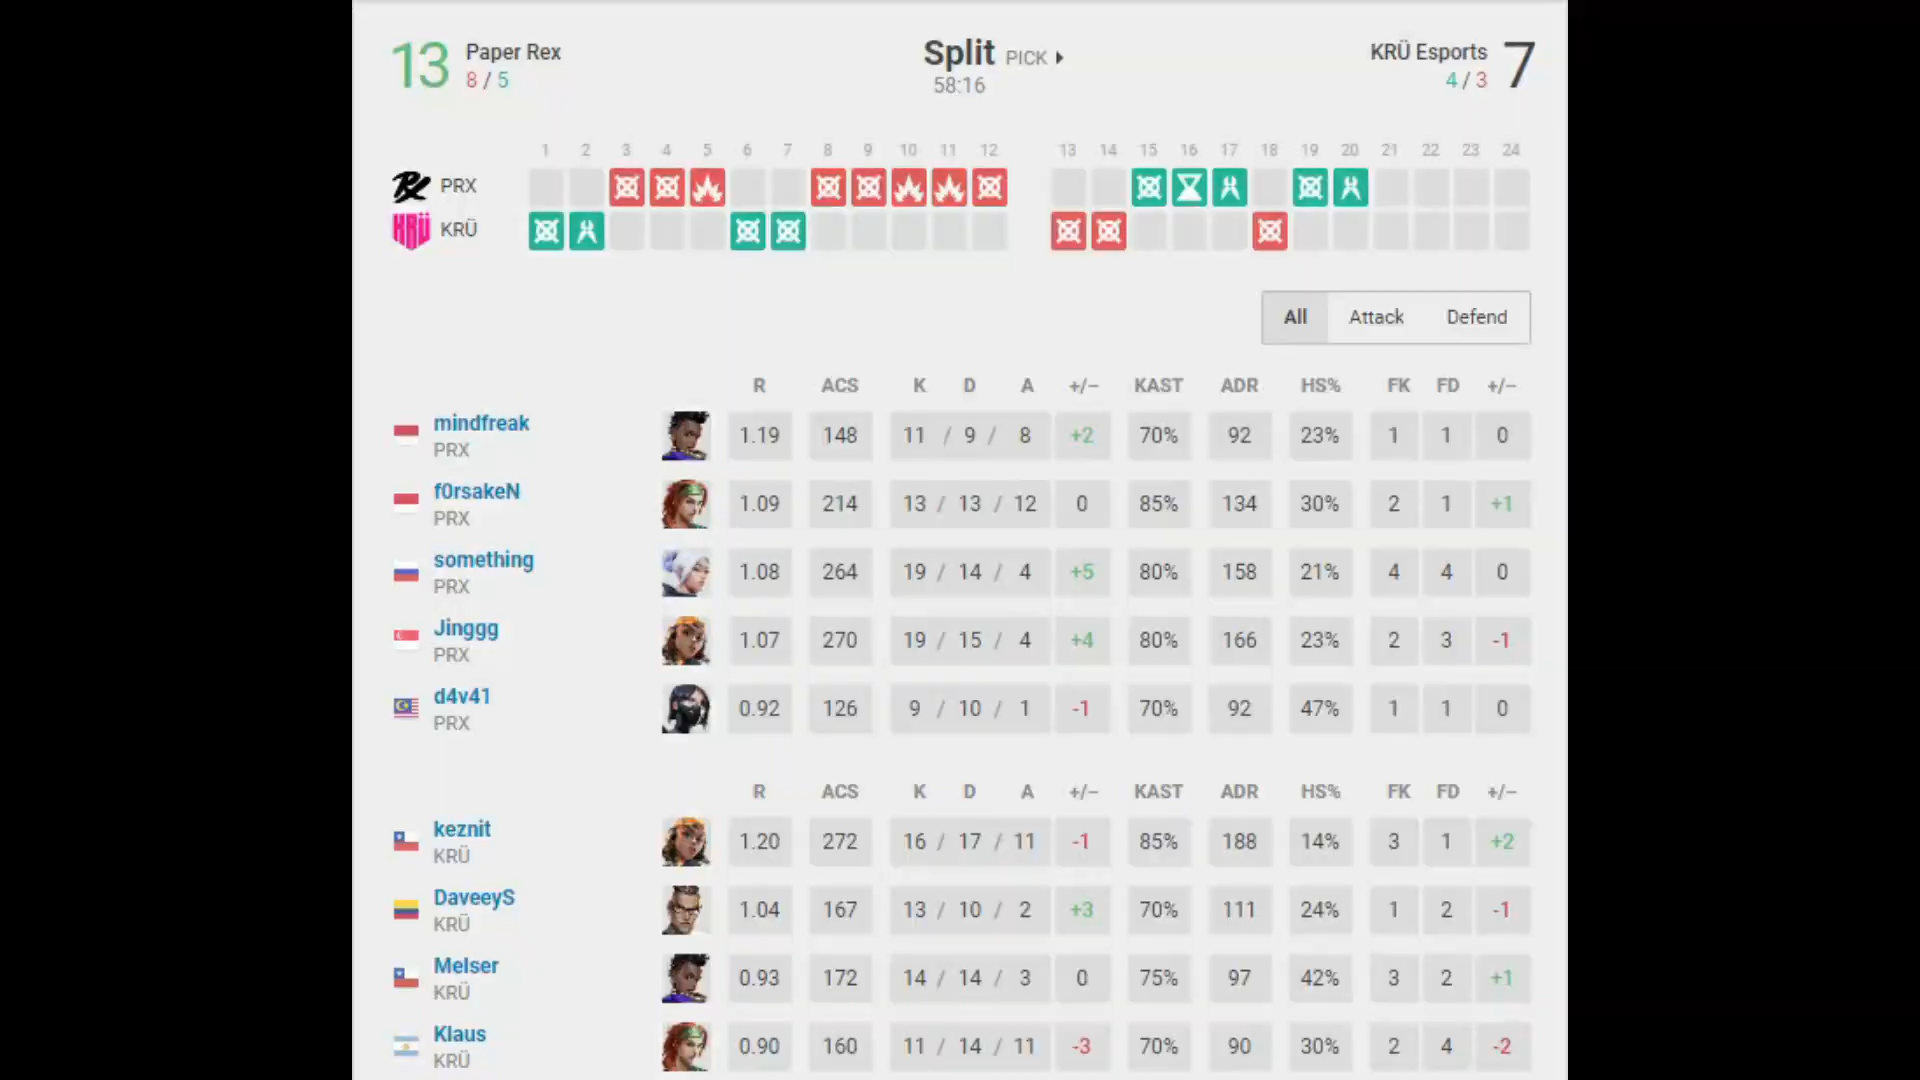 13 Paper Rex Split PICK KRÜ Esports 7
8 / 5 58:16 4 / 3
1 2 3 4 5 6 7 8 9 10 11 12 13 14 15 16 17 18 19 20 21 22 23 24
PRX
KRÜ KRÜ
All Attack Defend
R ACS K D A +/– KAST ADR HS% FK FD +/–
mindfreak
PRX 1.19 148 11 / 9 / 8 +2 70% 92 23% 1 1 0
f0rsakeN
PRX 1.09 214 13 / 13 / 12 0 85% 134 30% 2 1 +1
something
PRX 1.08 264 19 / 14 / 4 +5 80% 158 21% 4 4 0
Jinggg
PRX 1.07 270 19 / 15 / 4 +4 80% 166 23% 2 3 -1
d4v41
PRX 0.92 126 9 / 10 / 1 -1 70% 92 47% 1 1 0
R ACS K D A +/– KAST ADR HS% FK FD +/–
keznit
KRÜ 1.20 272 16 / 17 / 11 -1 85% 188 14% 3 1 +2
DaveeyS
KRÜ 1.04 167 13 / 10 / 2 +3 70% 111 24% 1 2 -1
Melser
KRÜ 0.93 172 14 / 14 / 3 0 75% 97 42% 3 2 +1
Klaus
KRÜ 0.90 160 11 / 14 / 11 -3 70% 90 30% 2 4 -2